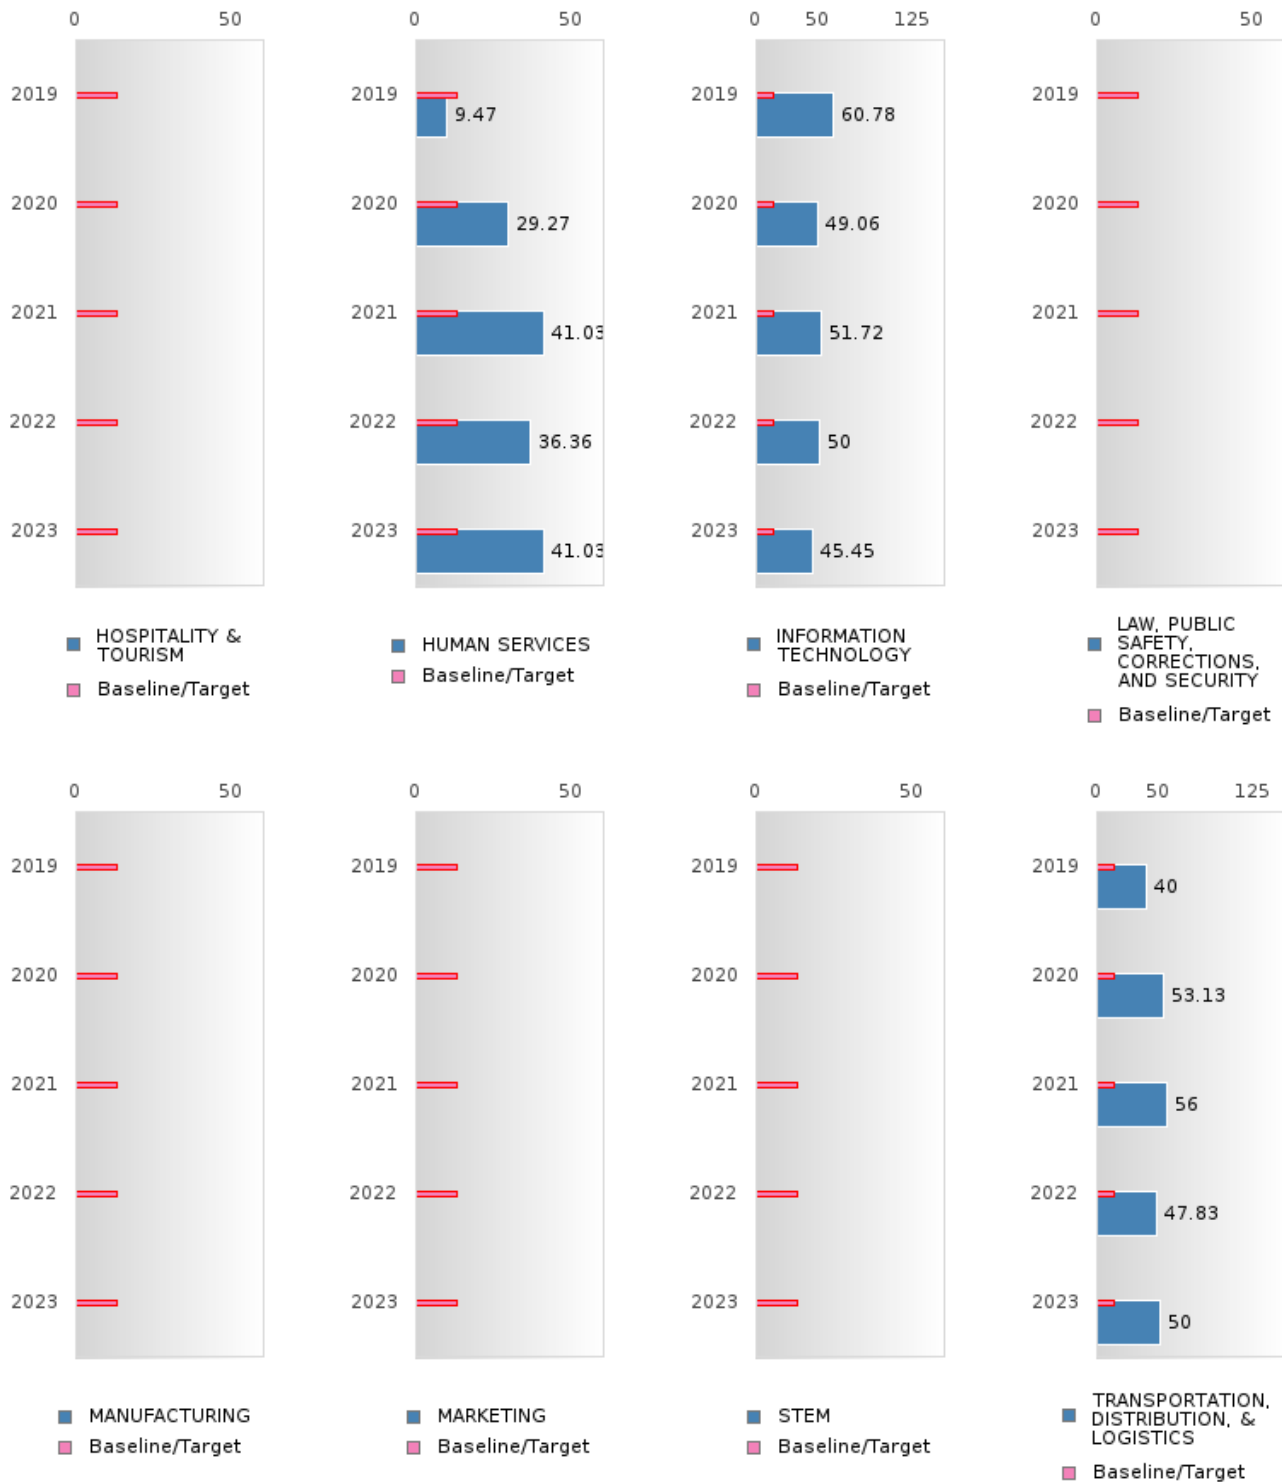 0 50
2019
2020
2021
2022
2023
HOSPITALITY &
TOURISM
Baseline/Target
0 50
2019
9.47
2020
29.27
2021
41.03
2022
36.36
2023
41.03
HUMAN SERVICES
Baseline/Target
0 50 125
2019
60.78
2020
49.06
2021
51.72
2022
50
2023
45.45
INFORMATION
TECHNOLOGY
Baseline/Target
0 50
2019
2020
2021
2022
2023
LAW, PUBLIC
SAFETY,
CORRECTIONS,
AND SECURITY
Baseline/Target
0 50
2019
2020
2021
2022
2023
MANUFACTURING
Baseline/Target
0 50
2019
2020
2021
2022
2023
MARKETING
Baseline/Target
0 50
2019
2020
2021
2022
2023
STEM
Baseline/Target
0 50 125
2019
40
2020
53.13
2021
56
2022
47.83
2023
50
TRANSPORTATION,
DISTRIBUTION, &
LOGISTICS
Baseline/Target